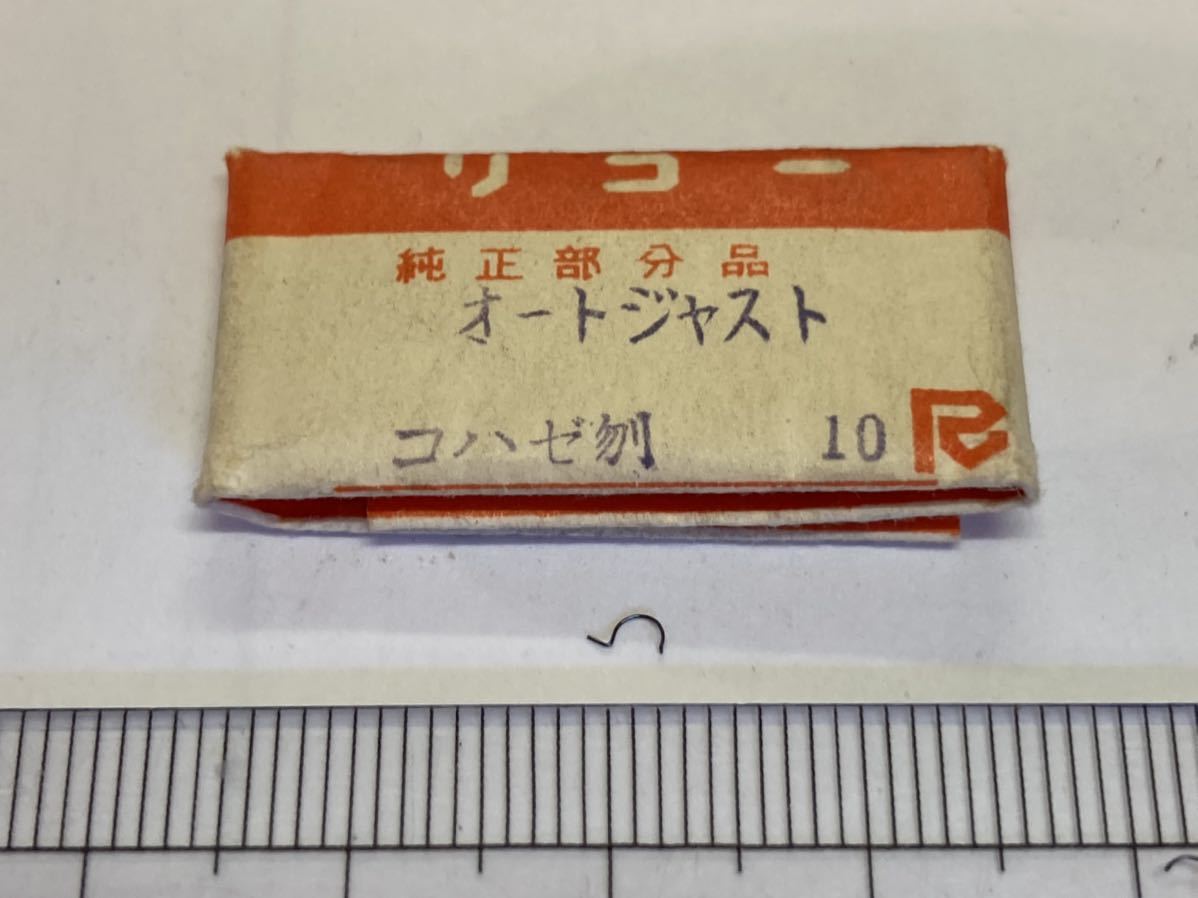 リコー
純正部分品
オートジャスト
コハゼ刎 10